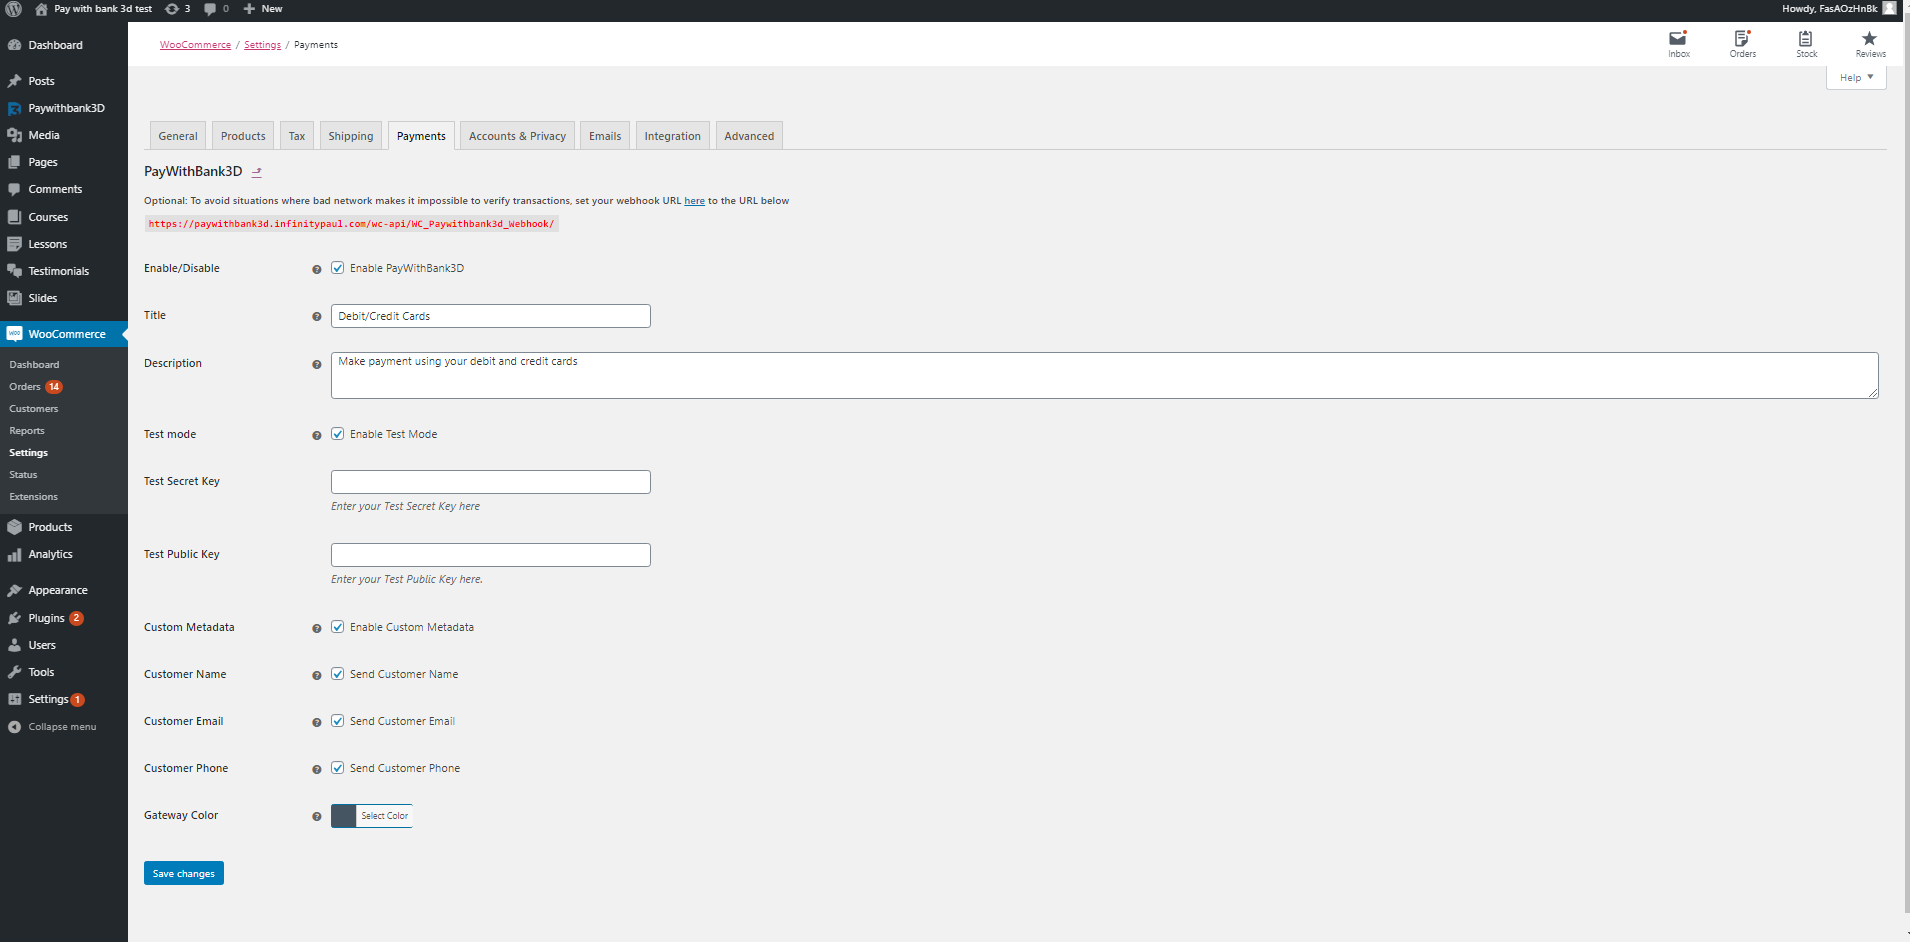 Pay with bank 3d test
3
0
New
Howdy, FasAOzHnBk
Dashboard
Posts
Paywithbank3D
Media
Pages
Comments
Courses
Lessons
Testimonials
Slides
WooCommerce
Dashboard
Orders 14
Customers
Reports
Settings
Status
Extensions
Products
Analytics
Appearance
Plugins 2
Users
Tools
Settings 1
Collapse menu
WooCommerce / Settings / Payments
Inbox
Orders
Stock
Reviews
Help
General
Products
Tax
Shipping
Payments
Accounts & Privacy
Emails
Integration
Advanced
PayWithBank3D
Optional: To avoid situations where bad network makes it impossible to verify transactions, set your webhook URL here to the URL below
https://paywithbank3d.infinitypaul.com/wc-api/WC_Paywithbank3d_Webhook/
Enable/Disable
Enable PayWithBank3D
Title
Debit/Credit Cards
Description
Make payment using your debit and credit cards
Test mode
Enable Test Mode
Test Secret Key
Enter your Test Secret Key here
Test Public Key
Enter your Test Public Key here.
Custom Metadata
Enable Custom Metadata
Customer Name
Send Customer Name
Customer Email
Send Customer Email
Customer Phone
Send Customer Phone
Gateway Color
Select Color
Save changes